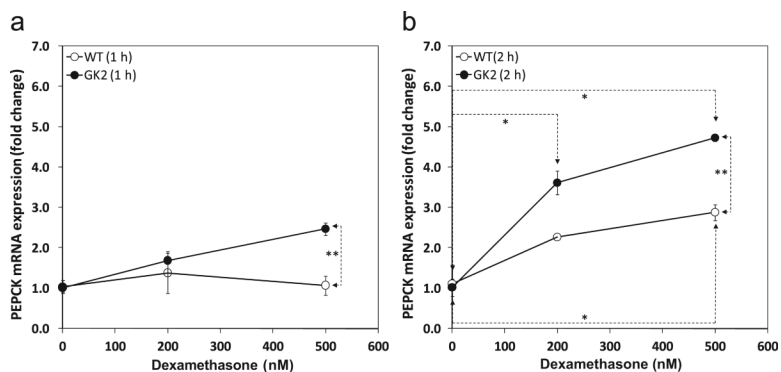 a
PEPCK mRNA expression (fold change)
7.0
6.0
5.0
4.0
3.0
2.0
1.0
0.0
WT (1 h)
GK2 (1 h)
**
0 100 200 300 400 500 600
Dexamethasone (nM)
b
PEPCK mRNA expression (fold change)
7.0
6.0
5.0
4.0
3.0
2.0
1.0
0.0
WT(2 h)
GK2 (2 h)
*
*
**
*
0 100 200 300 400 500 600
Dexamethasone (nM)